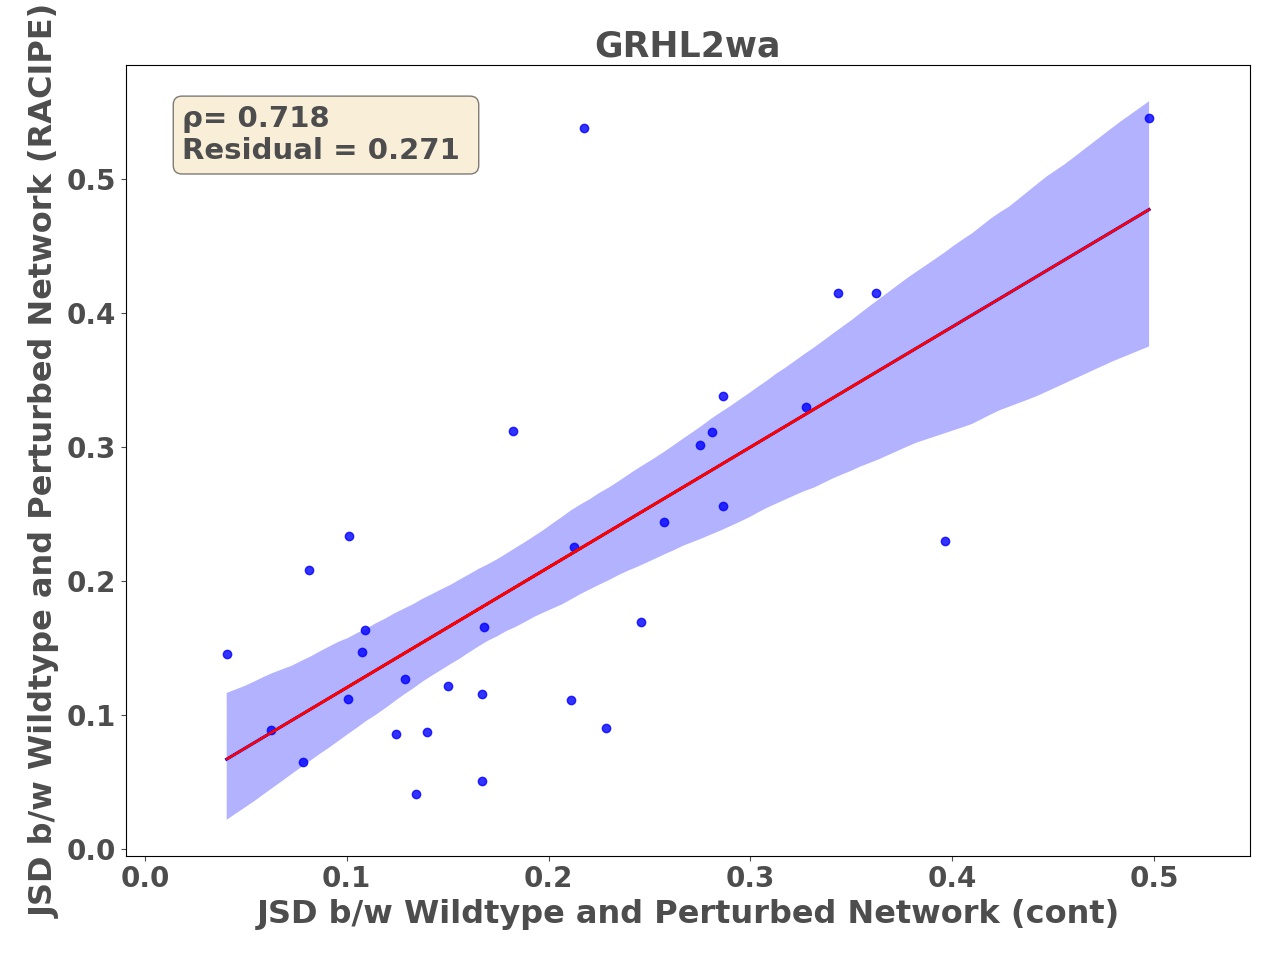 GRHL2wa
ρ= 0.718
Residual = 0.271
JSD b/w Wildtype and Perturbed Network (RACIPE)
0.5
0.4
0.3
0.2
0.1
0.0
0.0 0.1 0.2 0.3 0.4 0.5
JSD b/w Wildtype and Perturbed Network (cont)